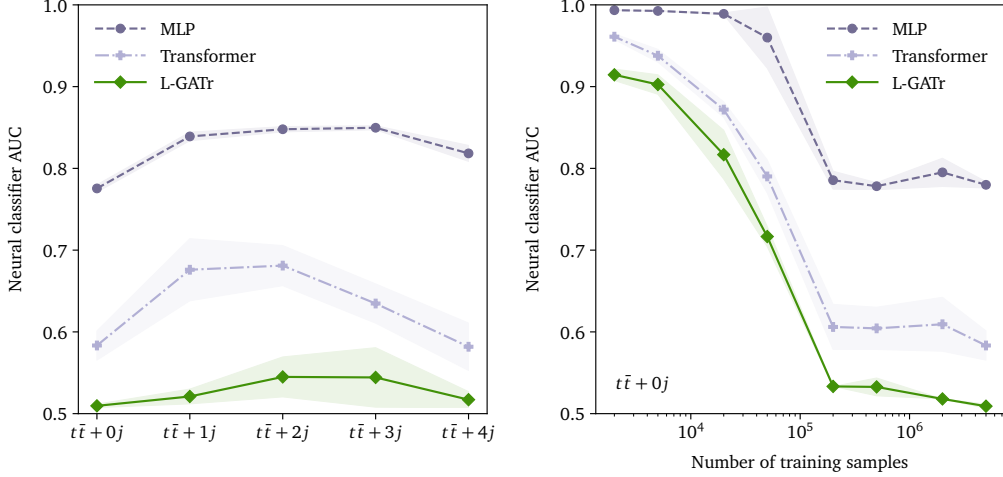 Neural classifier AUC
1.0
0.9
0.8
0.7
0.6
0.5
MLP
Transformer
L-GATr
tt̄ + 0j
tt̄ + 1j
tt̄ + 2j
tt̄ + 3j
tt̄ + 4j
Neural classifier AUC
1.0
0.9
0.8
0.7
0.6
0.5
MLP
Transformer
L-GATr
tt̄ + 0j
10⁴
10⁵
10⁶
Number of training samples